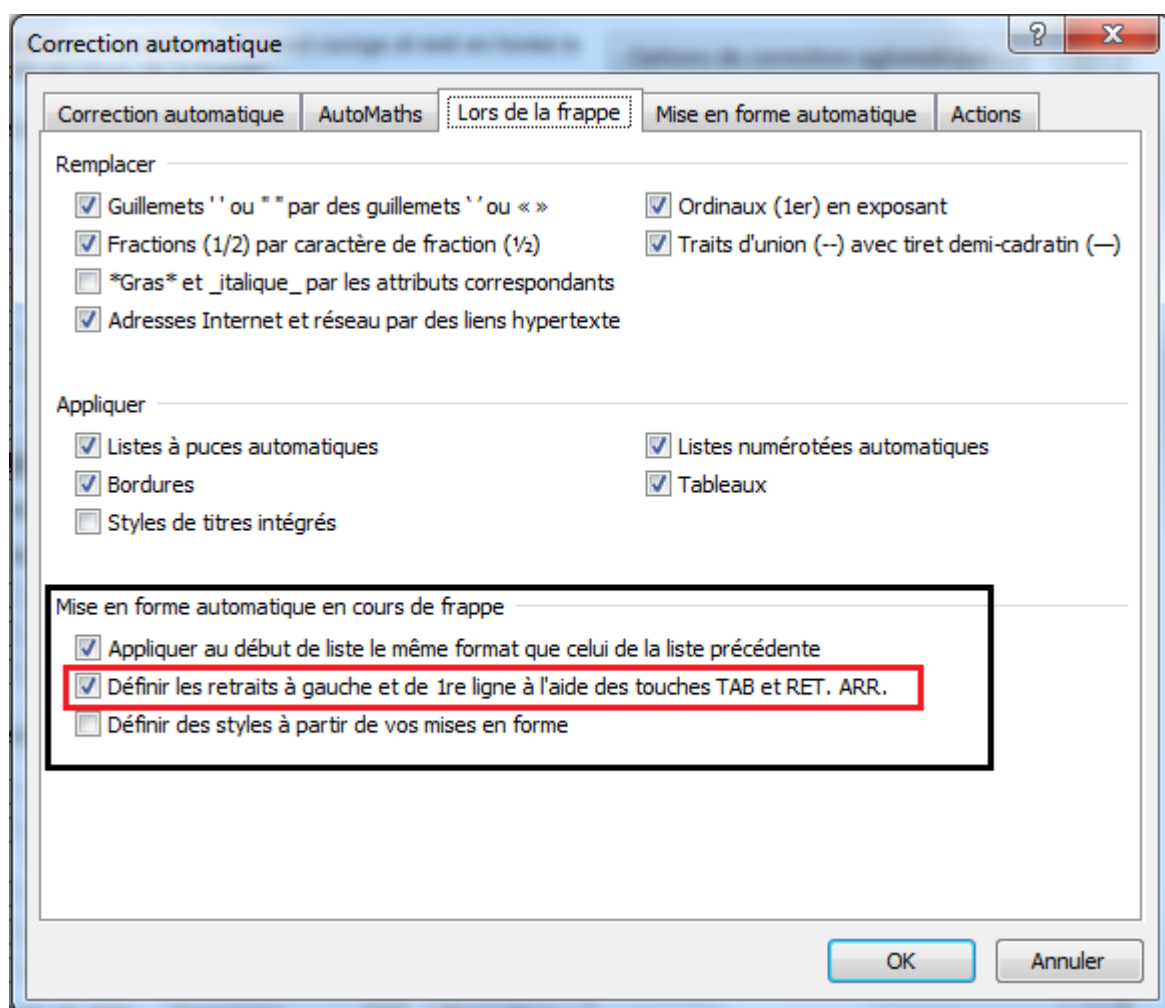 Correction automatique
Correction automatique AutoMaths Lors de la frappe Mise en forme automatique Actions
Remplacer
Guillemets ' ' ou " " par des guillemets ‘ ’ ou « »
Ordinaux (1er) en exposant
Fractions (1/2) par caractère de fraction (½)
Traits d'union (--) avec tiret demi-cadratin (—)
*Gras* et _italique_ par les attributs correspondants
Adresses Internet et réseau par des liens hypertexte
Appliquer
Listes à puces automatiques
Listes numérotées automatiques
Bordures
Tableaux
Styles de titres intégrés
Mise en forme automatique en cours de frappe
Appliquer au début de liste le même format que celui de la liste précédente
Définir les retraits à gauche et de 1re ligne à l'aide des touches TAB et RET. ARR.
Définir des styles à partir de vos mises en forme
OK Annuler